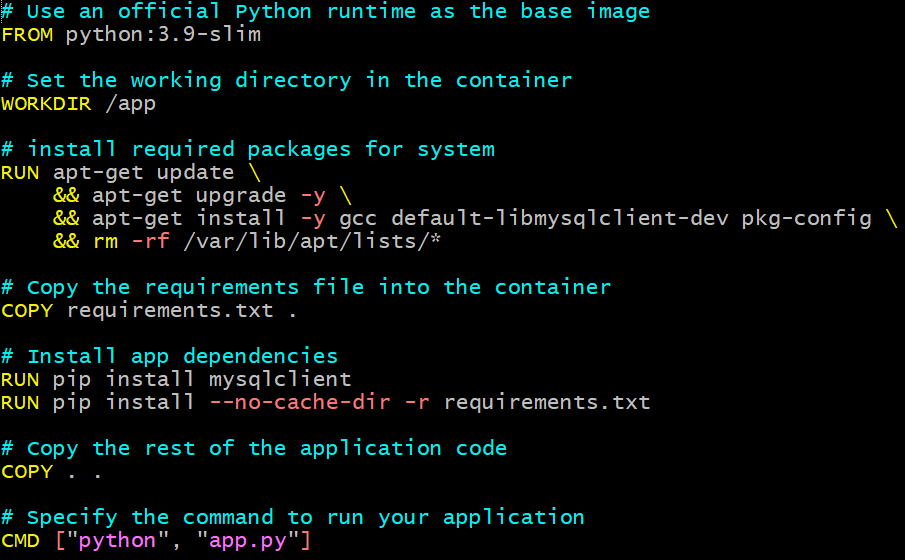 # Use an official Python runtime as the base image
FROM python:3.9-slim

# Set the working directory in the container
WORKDIR /app

# install required packages for system
RUN apt-get update \
    && apt-get upgrade -y \
    && apt-get install -y gcc default-libmysqlclient-dev pkg-config \
    && rm -rf /var/lib/apt/lists/*

# Copy the requirements file into the container
COPY requirements.txt .

# Install app dependencies
RUN pip install mysqlclient
RUN pip install --no-cache-dir -r requirements.txt

# Copy the rest of the application code
COPY . .

# Specify the command to run your application
CMD ["python", "app.py"]